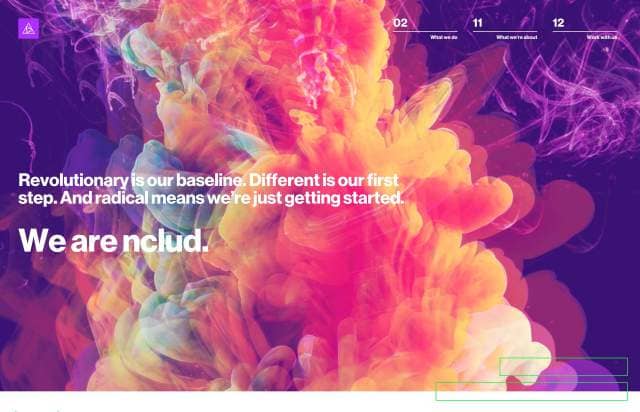 02 11 12
What we do What we're about Work with us
Revolutionary is our baseline. Different is our first
step. And radical means we're just getting started.
We are nclud.